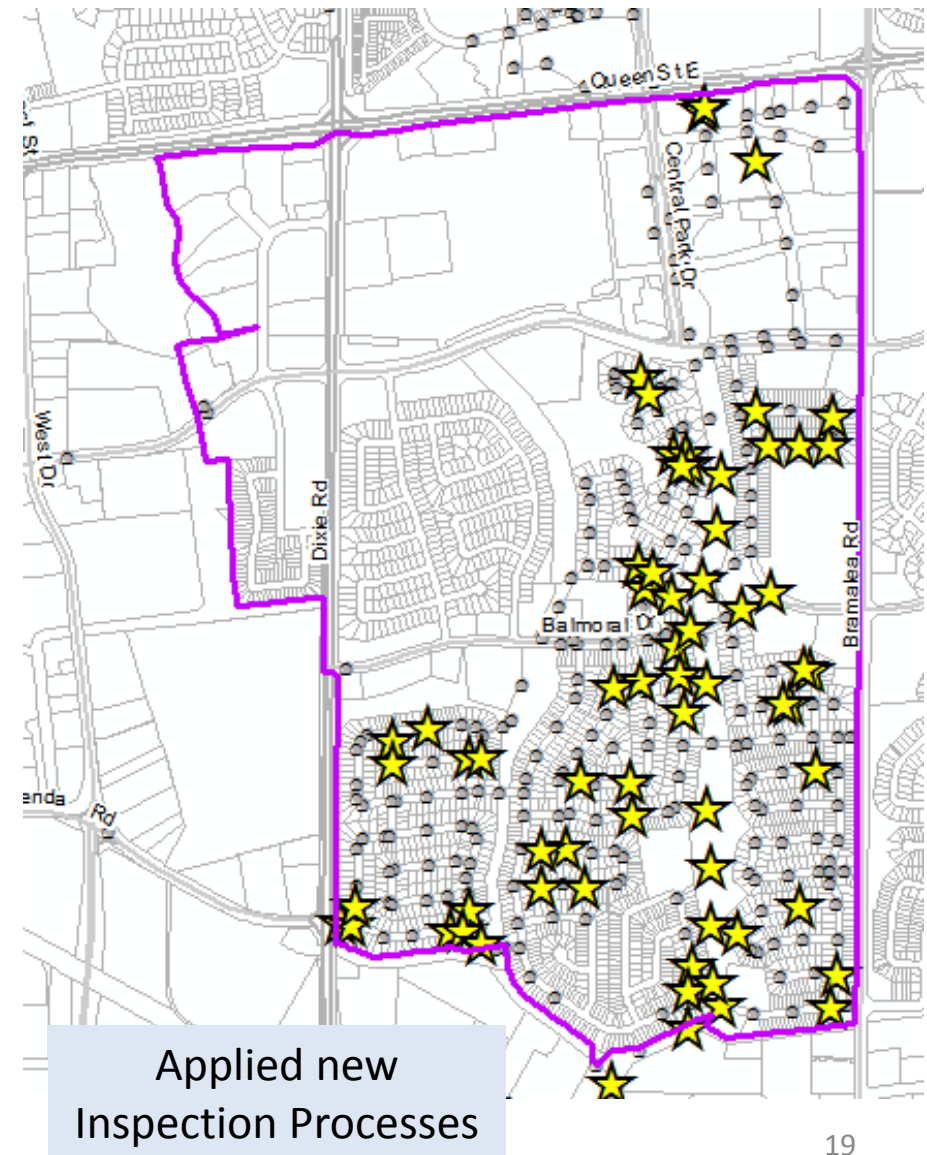 Queen St E
Central Park Dr
West Dr
Dixie Rd
Balmoral Dr
Bramalea Rd
enda
Rd
Applied new
Inspection Processes
19